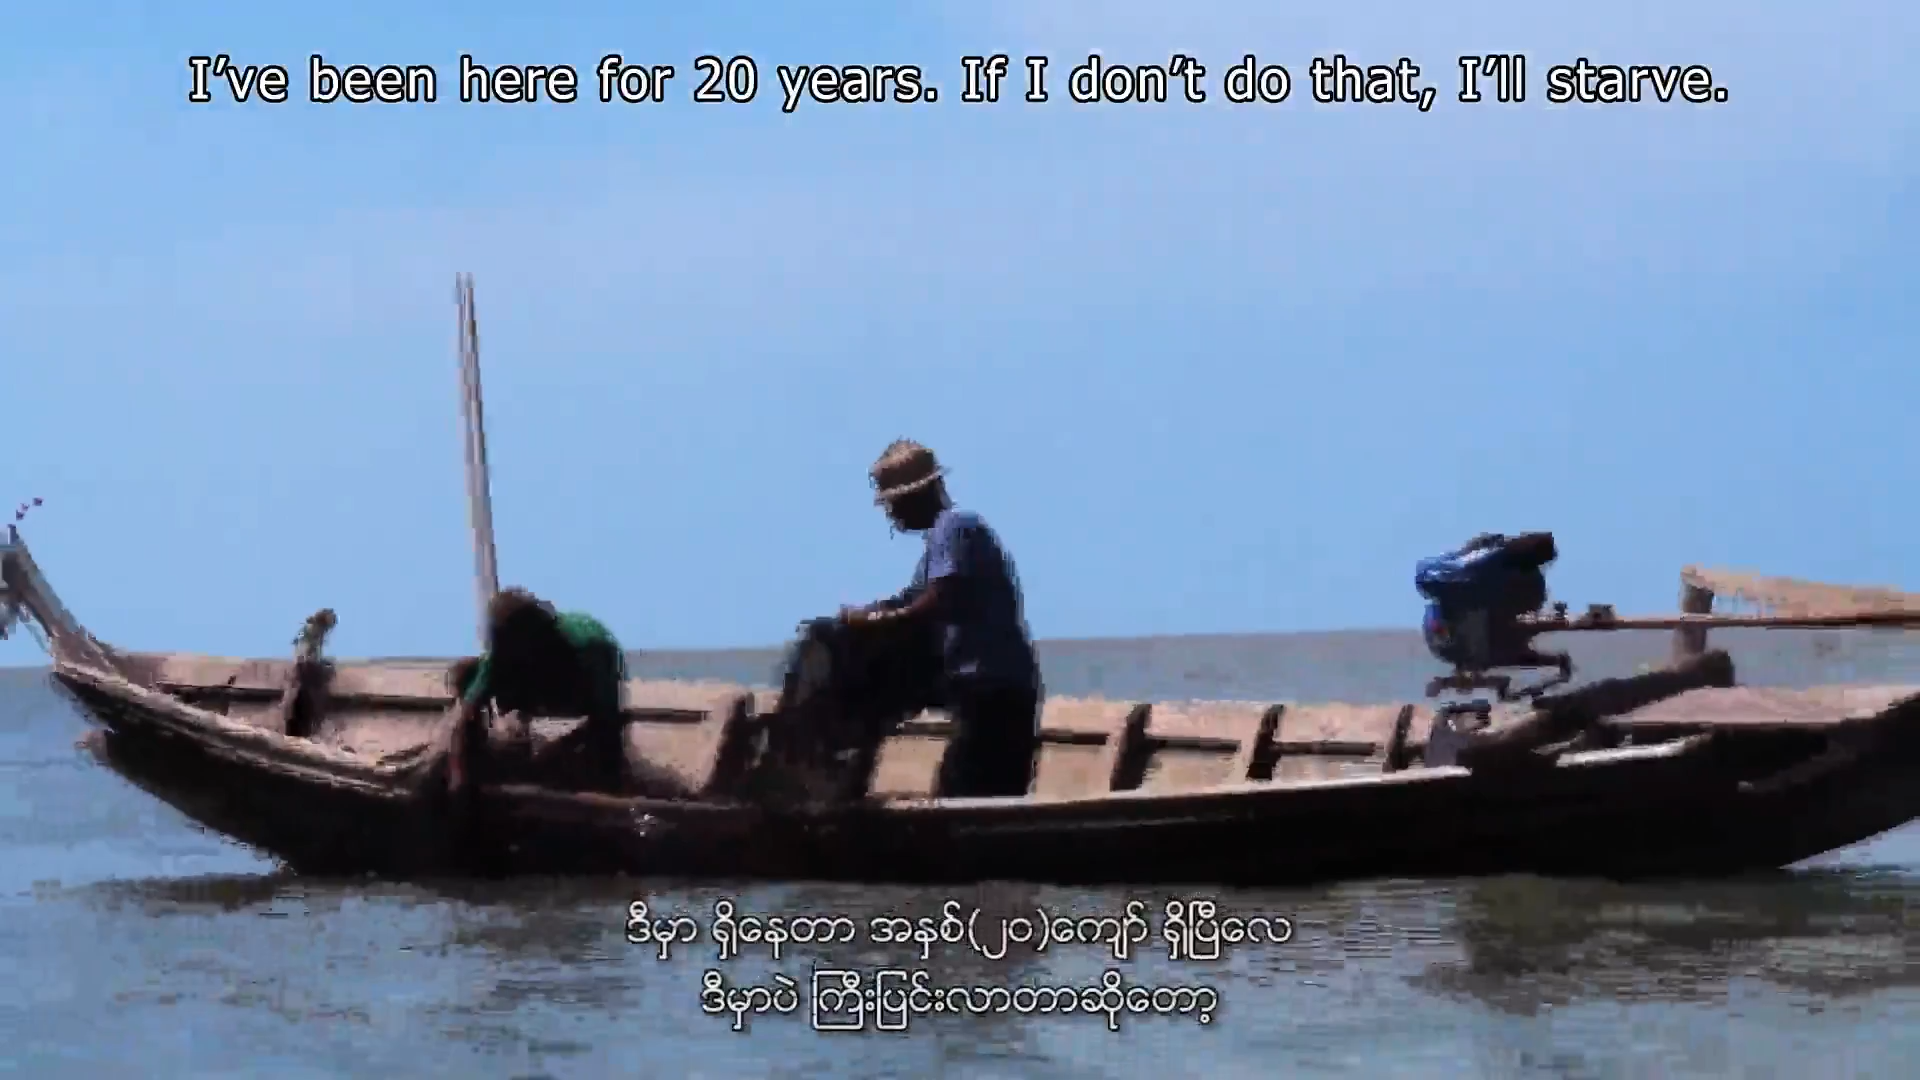 I’ve been here for 20 years. If I don’t do that, I’ll starve.
ဒီမှာ ရှိနေတာ အနှစ်(၂၀)ကျော် ရှိပြီလေ
ဒီမှာပဲ ကြီးပြင်းလာတာဆိုတော့